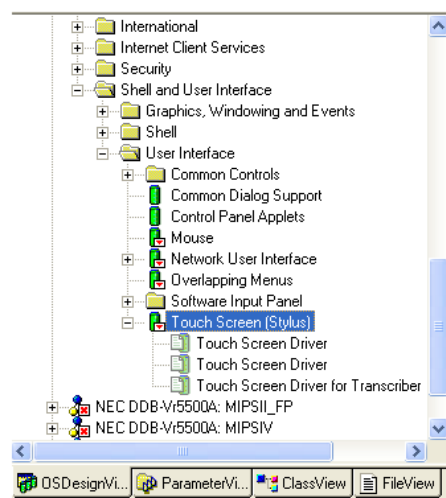 International
Internet Client Services
Security
Shell and User Interface
Graphics, Windowing and Events
Shell
User Interface
Common Controls
Common Dialog Support
Control Panel Applets
Mouse
Network User Interface
Overlapping Menus
Software Input Panel
Touch Screen (Stylus)
Touch Screen Driver
Touch Screen Driver
Touch Screen Driver for Transcriber
NEC DDB-Vr5500A: MIPSII_FP
NEC DDB-Vr5500A: MIPSIV
OSDesignVi... ParameterVi... ClassView FileView